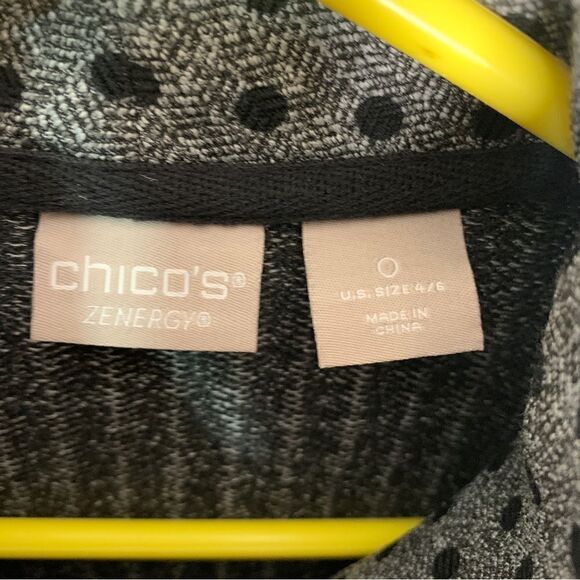 chico's®
ZENERGY®
0
U.S. SIZE 4/6
MADE IN
CHINA